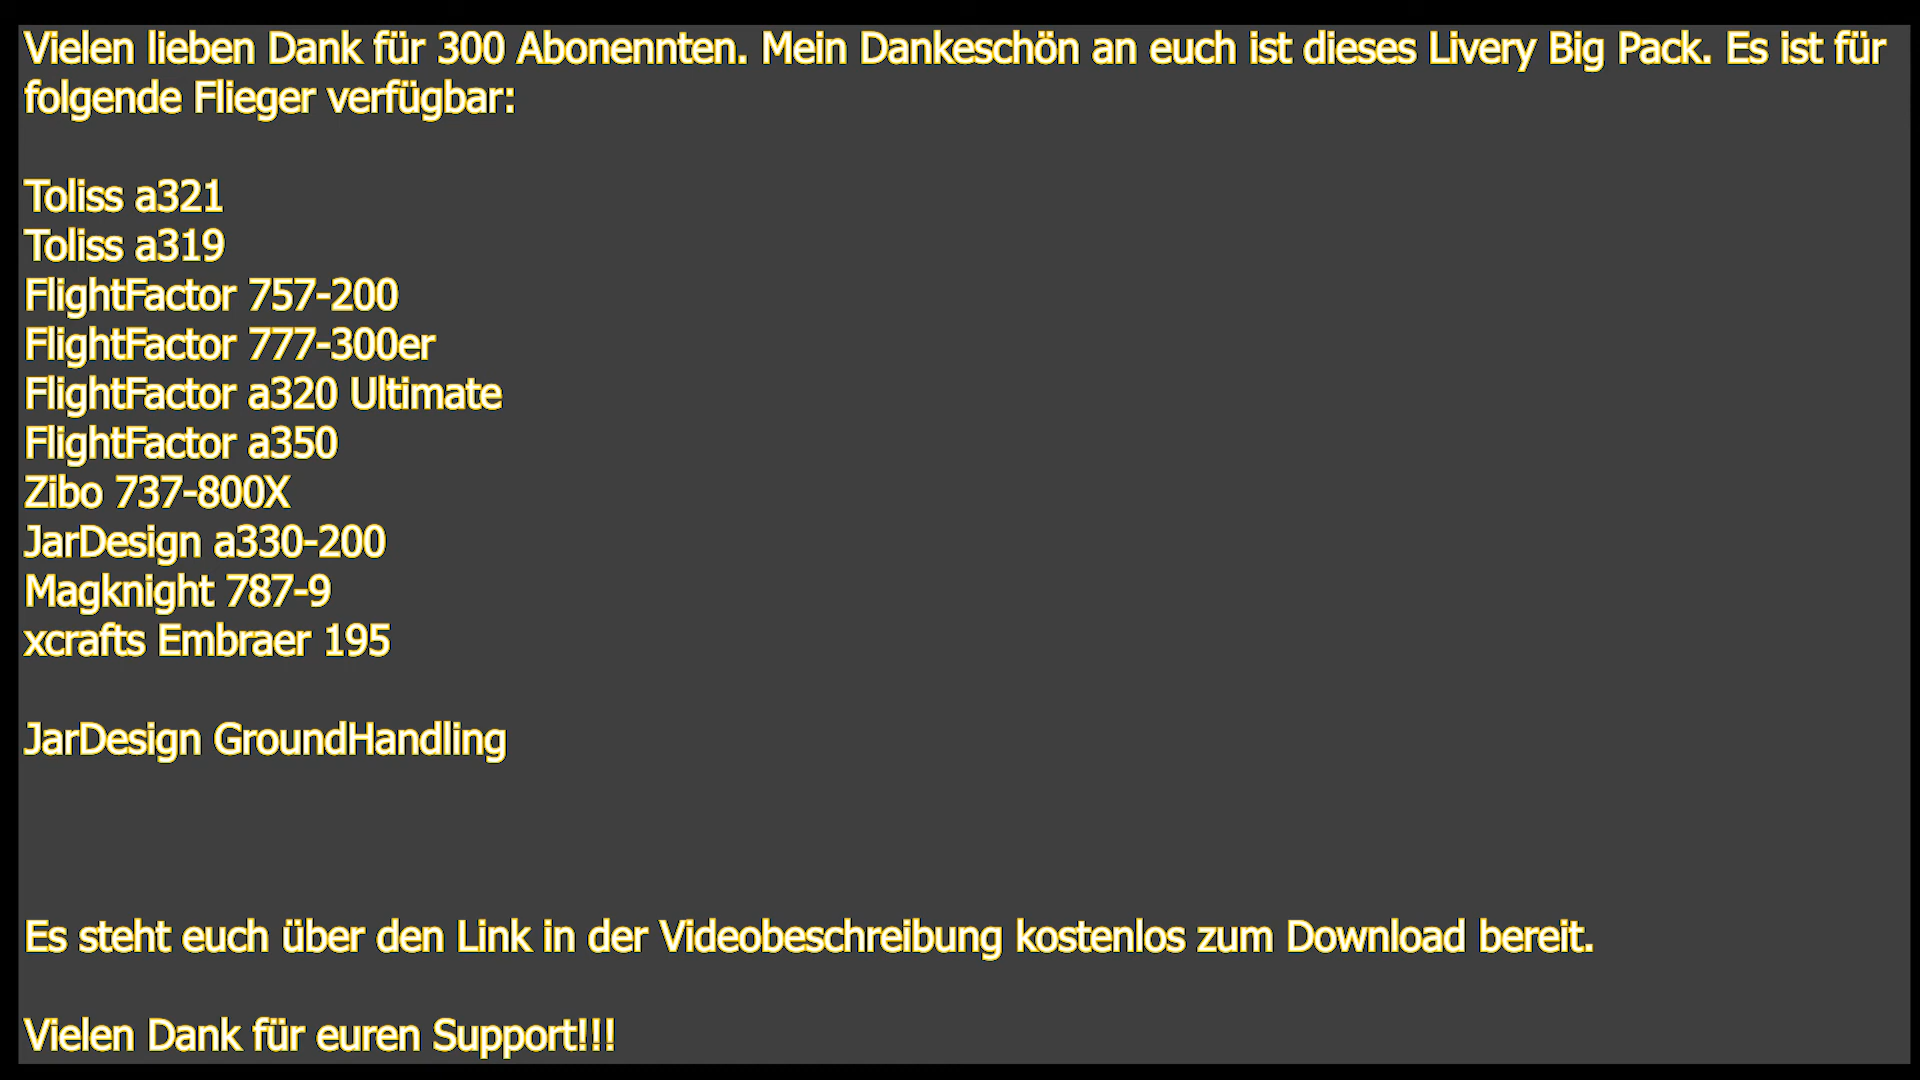 Vielen lieben Dank für 300 Abonennten. Mein Dankeschön an euch ist dieses Livery Big Pack. Es ist für
folgende Flieger verfügbar:
Toliss a321
Toliss a319
FlightFactor 757-200
FlightFactor 777-300er
FlightFactor a320 Ultimate
FlightFactor a350
Zibo 737-800X
JarDesign a330-200
Magknight 787-9
xcrafts Embraer 195
JarDesign GroundHandling
Es steht euch über den Link in der Videobeschreibung kostenlos zum Download bereit.
Vielen Dank für euren Support!!!